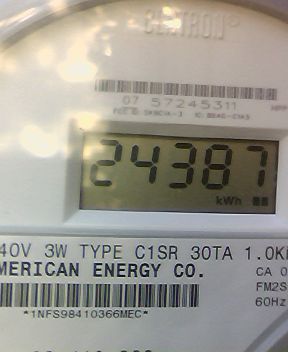 CENTRON®
07 57245311
24387
kWh
40V 3W TYPE C1SR 30TA 1.0K
MERICAN ENERGY CO.
CA 0
FM2S
60Hz
*1NFS98410366MEC*